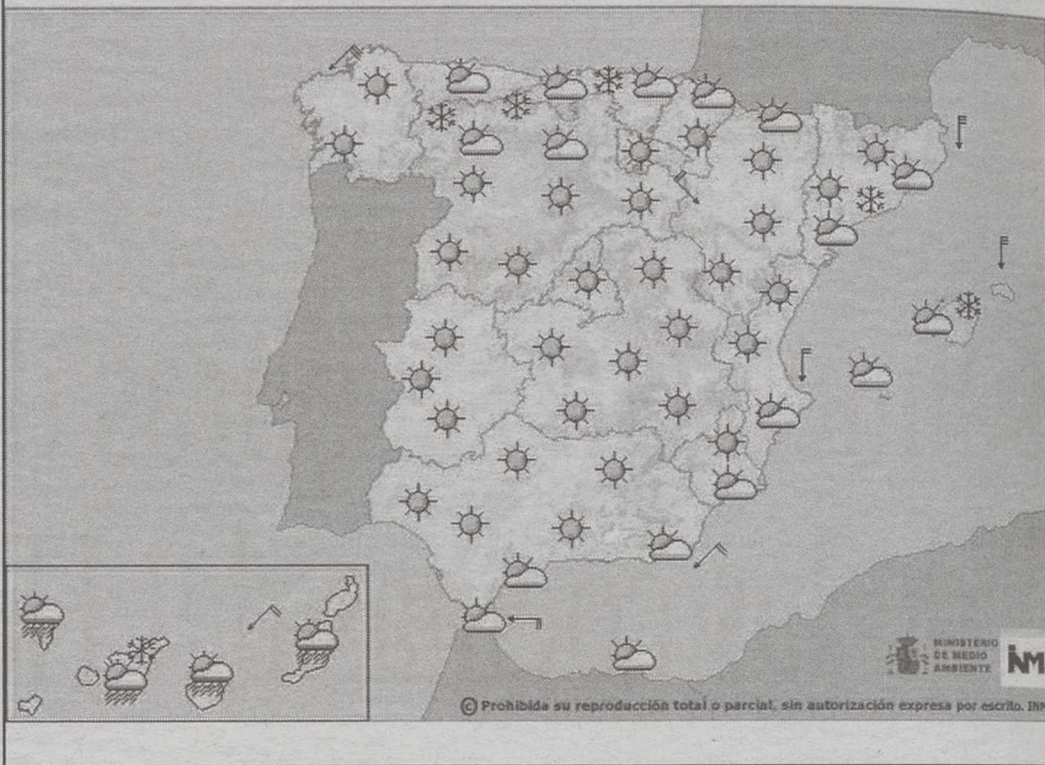 MINISTERIO
DE MEDIO
AMBIENTE
INM
© Prohibida su reproducción total o parcial, sin autorización expresa por escrito. INM